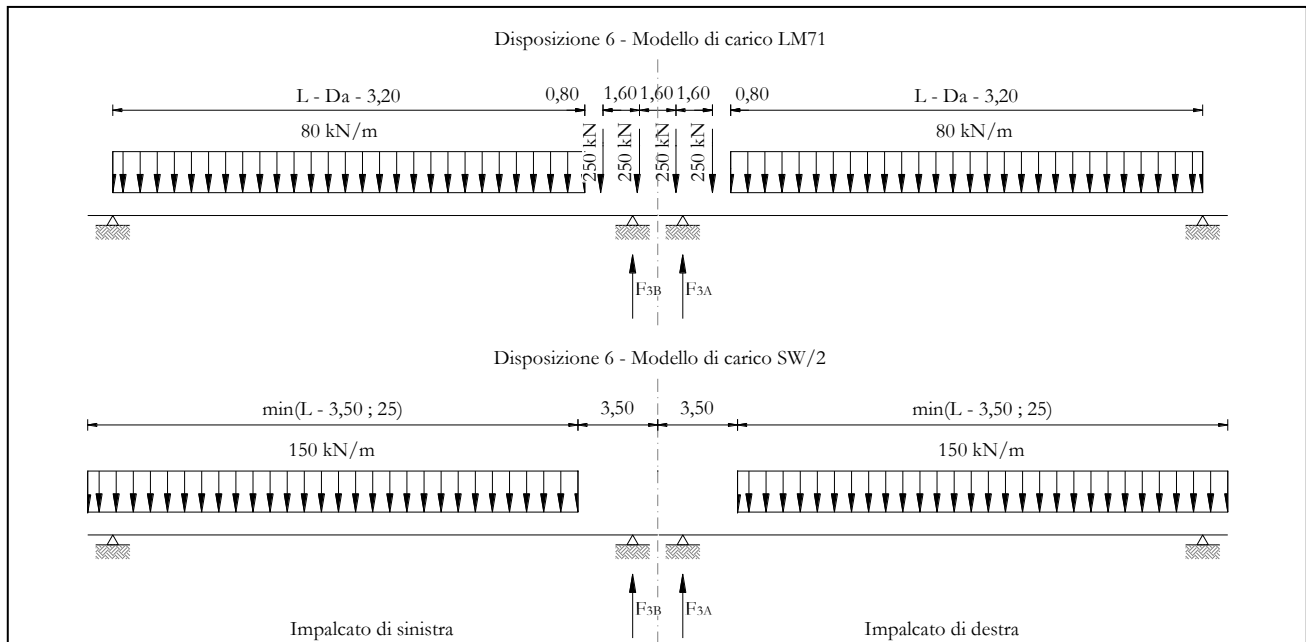 Disposizione 6 - Modello di carico LM71
L - Da - 3,20 0,80 1,60 1,60 1,60 0,80 L - Da - 3,20
80 kN/m 250 kN 250 kN 250 kN 250 kN 80 kN/m
F3B F3A
Disposizione 6 - Modello di carico SW/2
min(L - 3,50 ; 25) 3,50 3,50 min(L - 3,50 ; 25)
150 kN/m 150 kN/m
F3B F3A
Impalcato di sinistra Impalcato di destra